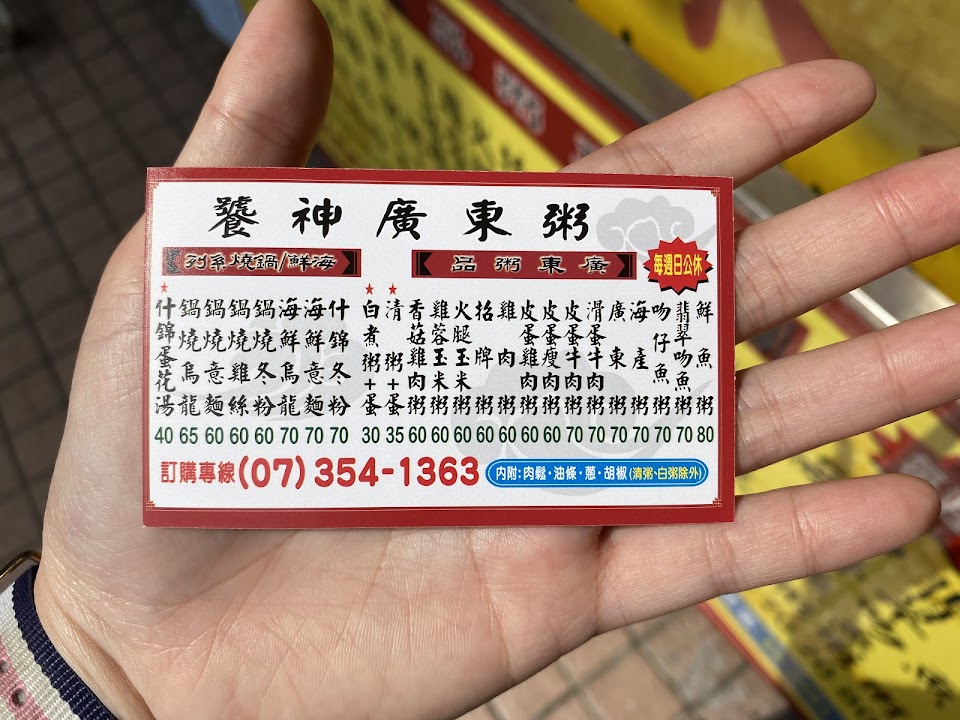 饕神廣東粥
海鮮/鍋燒系列
廣東粥品
每週日公休
什錦蛋花湯 40
鍋燒烏龍 65
鍋燒意麵 60
鍋燒雞絲 60
鍋燒冬粉 60
海鮮烏龍 70
海鮮意麵 70
什錦冬粉 70
白煮粥+蛋 30
清粥+蛋 35
香菇雞肉粥 60
雞蓉玉米粥 60
火腿玉米粥 60
招牌粥 60
雞肉粥 60
皮蛋雞肉粥 60
皮蛋瘦肉粥 60
皮蛋牛肉粥 70
滑蛋牛肉粥 70
廣東粥 70
海產粥 70
吻仔魚粥 70
翡翠吻魚粥 70
鮮魚粥 80
訂購專線(07)354-1363
內附:肉鬆·油條·蔥·胡椒(清粥、白粥除外)